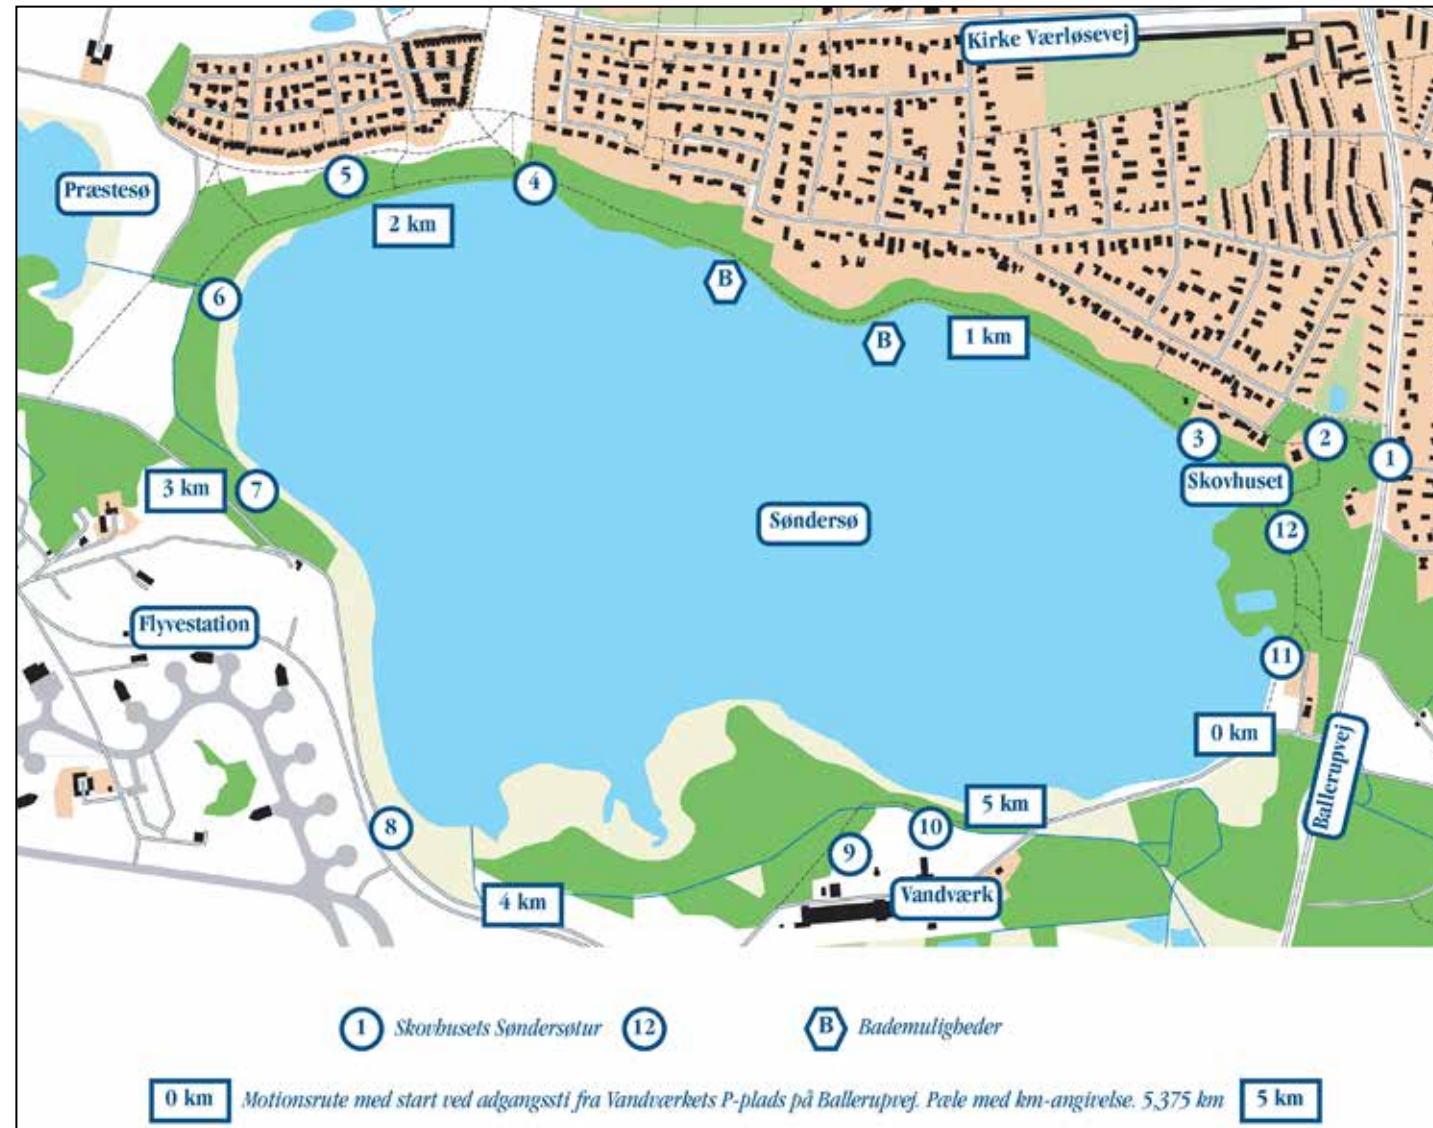 Kirke Værløsevej
Præstesø
5
4
2 km
B
6
B
1 km
3
2
1
3 km
7
Skovhuset
Søndersø
12
Flyvestation
11
0 km
Ballerupvej
8
5 km
10
9
4 km
Vandværk
1 Skovhusets Søndersøtur 12
B Bademuligheder
0 km Motionsrute med start ved adgangssti fra Vandværkets P-plads på Ballerupvej. Pæle med km-angivelse. 5,375 km 5 km